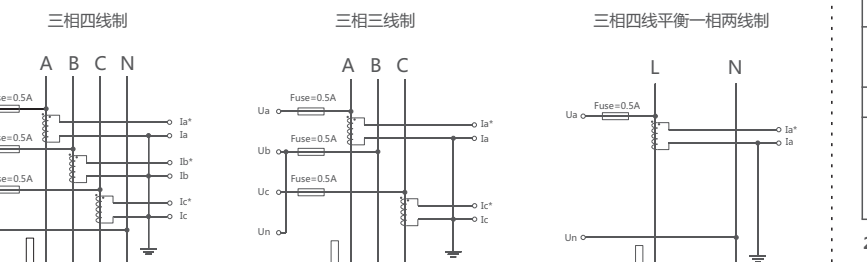 三相四线制
三相三线制
三相四线平衡一相两线制
A B C N
A B C
L N
se=0.5A
Ia*
Ia
se=0.5A
Ib*
Ib
se=0.5A
Ic*
Ic
Fuse=0.5A
Ua
Ia*
Ia
Fuse=0.5A
Ub
Fuse=0.5A
Uc
Ic*
Ic
Un
Fuse=0.5A
Ua
Ia*
Ia
Un